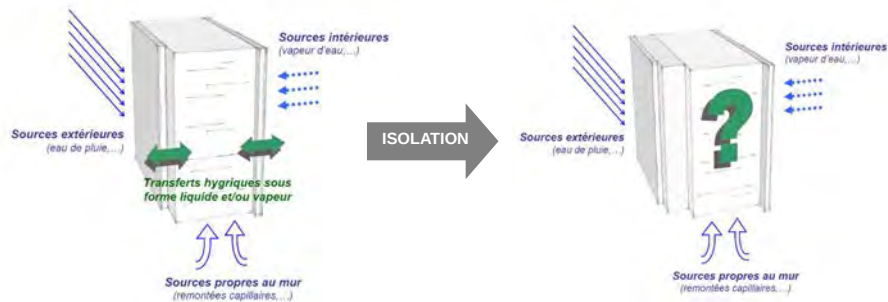 Sources intérieures
(vapeur d'eau,...)
Sources extérieures
(eau de pluie,...)
Transferts hygriques sous
forme liquide et/ou vapeur
Sources propres au mur
(remontées capillaires,...)
ISOLATION
Sources intérieures
(vapeur d'eau,...)
Sources extérieures
(eau de pluie,...)
?
Sources propres au mur
(remontées capillaires,...)